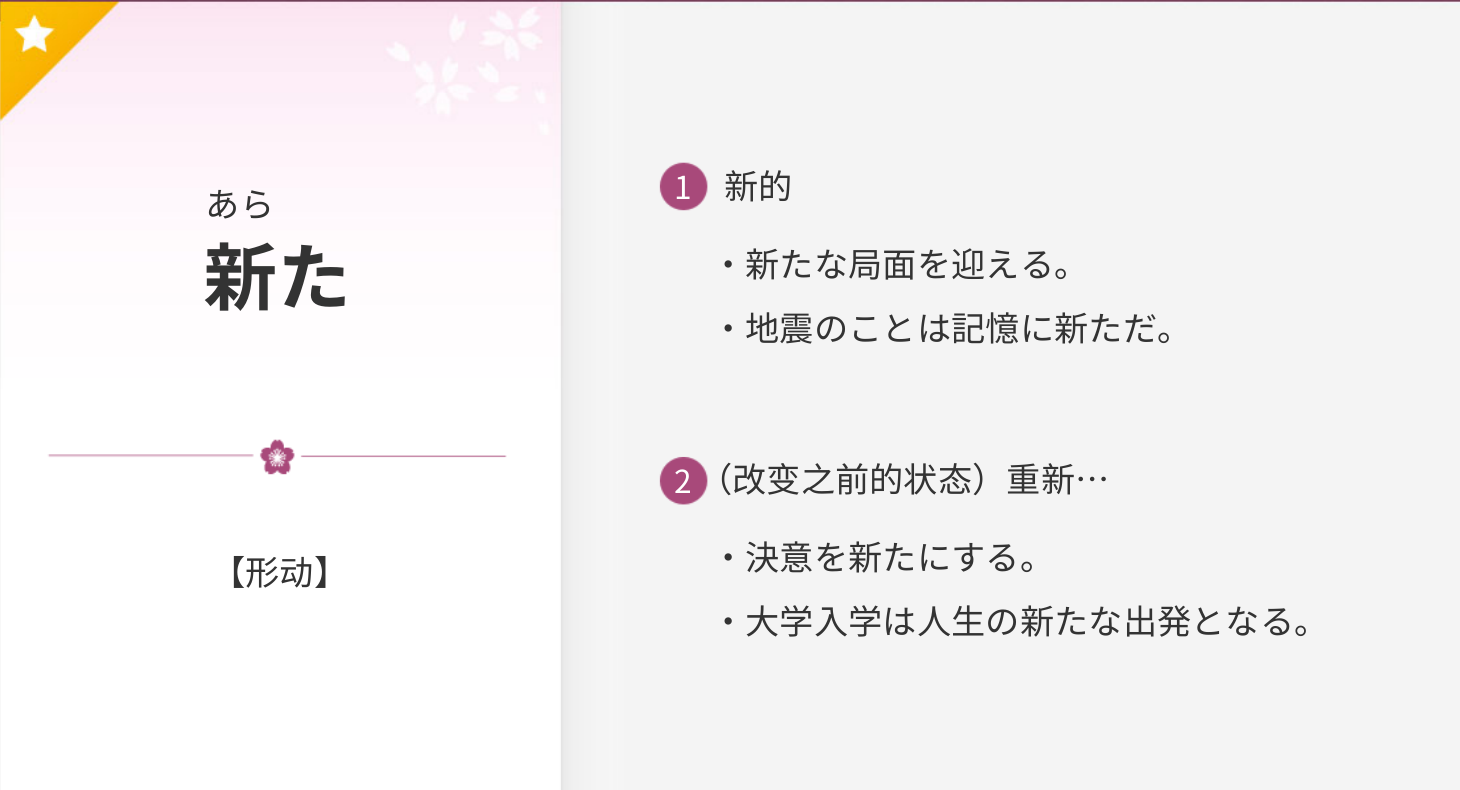 あら
新た
【形动】
1 新的
・新たな局面を迎える。
・地震のことは記憶に新ただ。
2（改变之前的状态）重新…
・決意を新たにする。
・大学入学は人生の新たな出発となる。